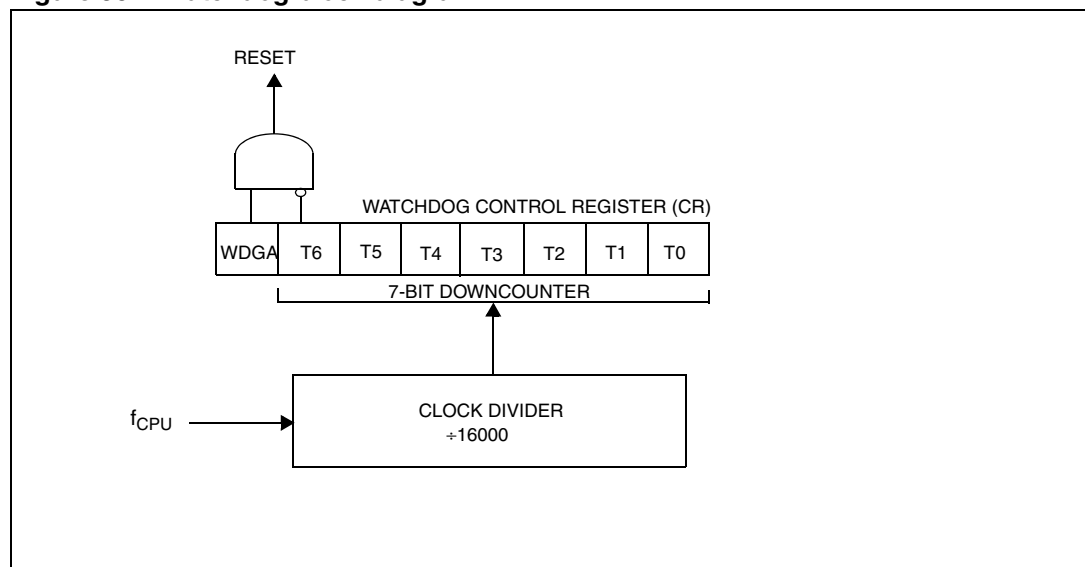 RESET
WATCHDOG CONTROL REGISTER (CR)
WDGA T6 T5 T4 T3 T2 T1 T0
7-BIT DOWNCOUNTER
fCPU
CLOCK DIVIDER
÷16000